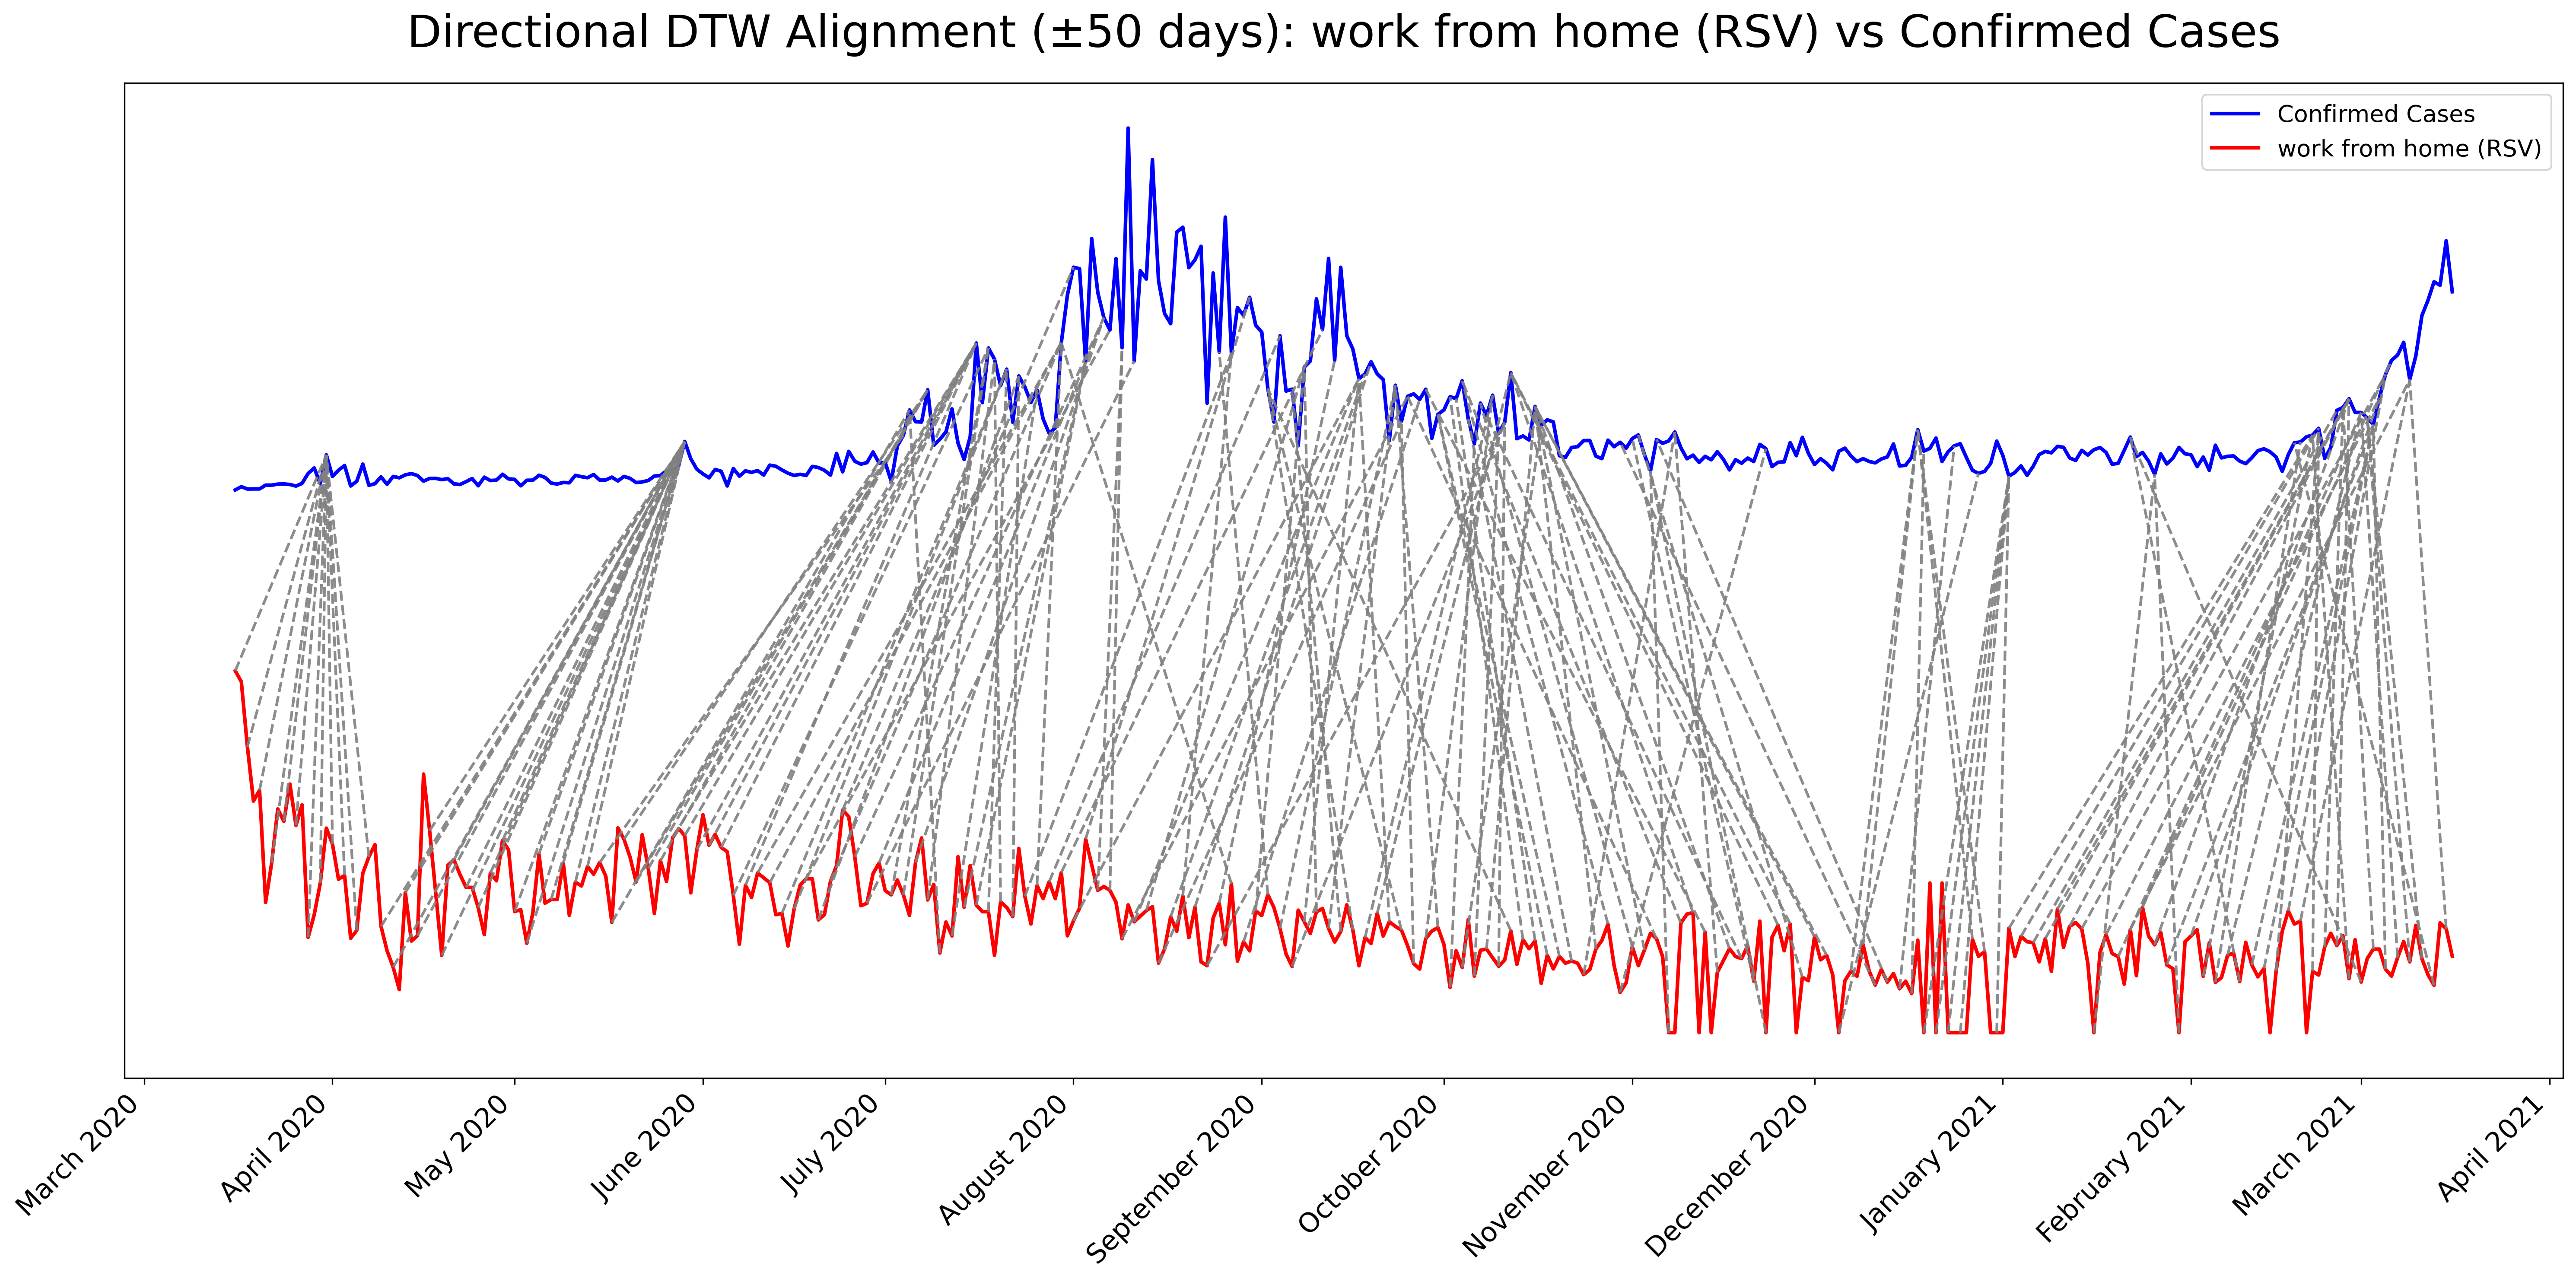 Directional DTW Alignment (±50 days): work from home (RSV) vs Confirmed Cases
Confirmed Cases
work from home (RSV)
March 2020
April 2020
May 2020
June 2020
July 2020
August 2020
September 2020
October 2020
November 2020
December 2020
January 2021
February 2021
March 2021
April 2021